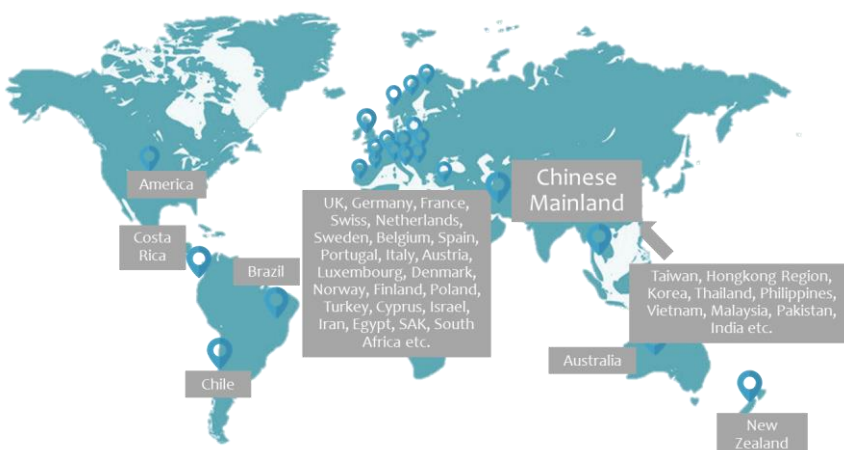 America
Costa
Rica
Brazil
Chile
UK, Germany, France,
Swiss, Netherlands,
Sweden, Belgium, Spain,
Portugal, Italy, Austria,
Luxembourg, Denmark,
Norway, Finland, Poland,
Turkey, Cyprus, Israel,
Iran, Egypt, SAK, South
Africa etc.
Chinese
Mainland
Taiwan, Hongkong Region,
Korea, Thailand, Philippines,
Vietnam, Malaysia, Pakistan,
India etc.
Australia
New
Zealand